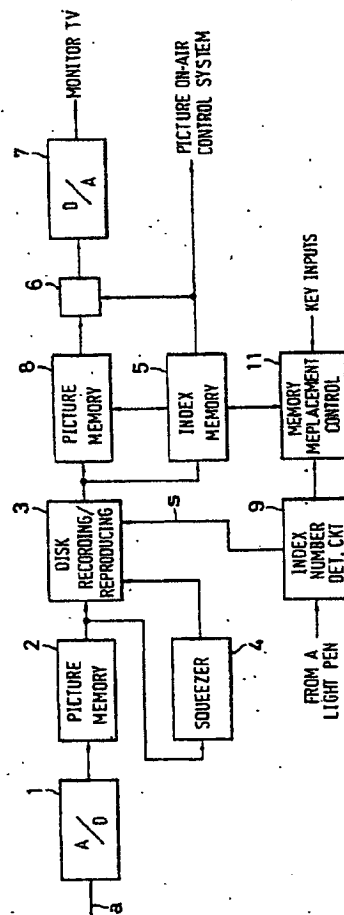 a
1
A/D
2
PICTURE
MEMORY
3
DISK
RECORDING/
REPRODUCING
SQUEEZER
4
S
8
PICTURE
MEMORY
5
INDEX
MEMORY
6
7
D/A
MONITOR TV
PICTURE ON-AIR
CONTROL SYSTEM
9
INDEX
NUMBER
DET. CKT
FROM A
LIGHT PEN
11
MEMORY
MEPLACEMENT
CONTROL
KEY INPUTS